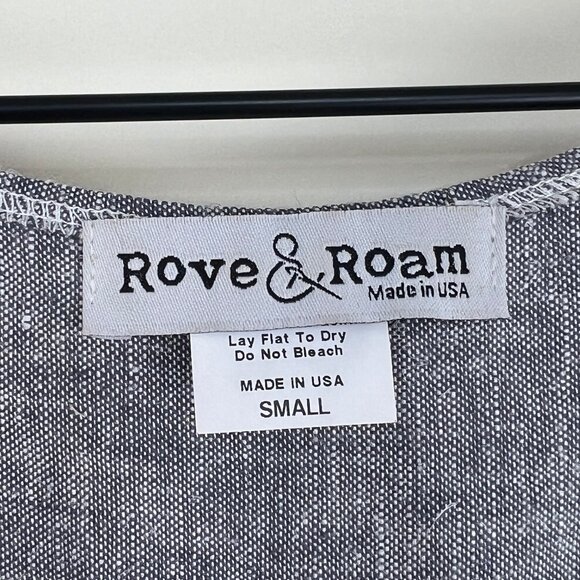 Rove & Roam
Made in USA
Lay Flat To Dry
Do Not Bleach
MADE IN USA
SMALL